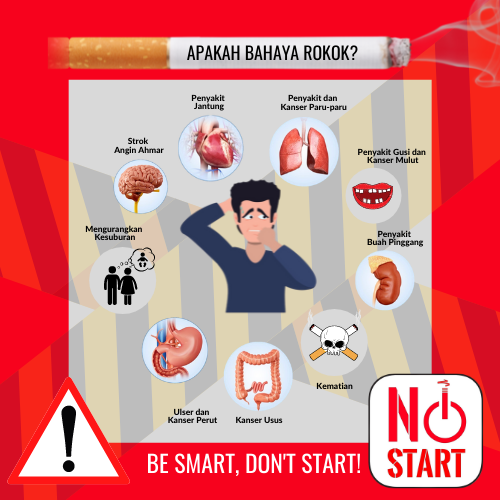 APAKAH BAHAYA ROKOK?
Penyakit
Jantung
Penyakit dan
Kanser Paru-paru
Strok
Angin Ahmar
Penyakit Gusi dan
Kanser Mulut
Mengurangkan
Kesuburan
Penyakit
Buah Pinggang
Kematian
Ulser dan
Kanser Perut
Kanser Usus
NO
START
BE SMART, DON'T START!